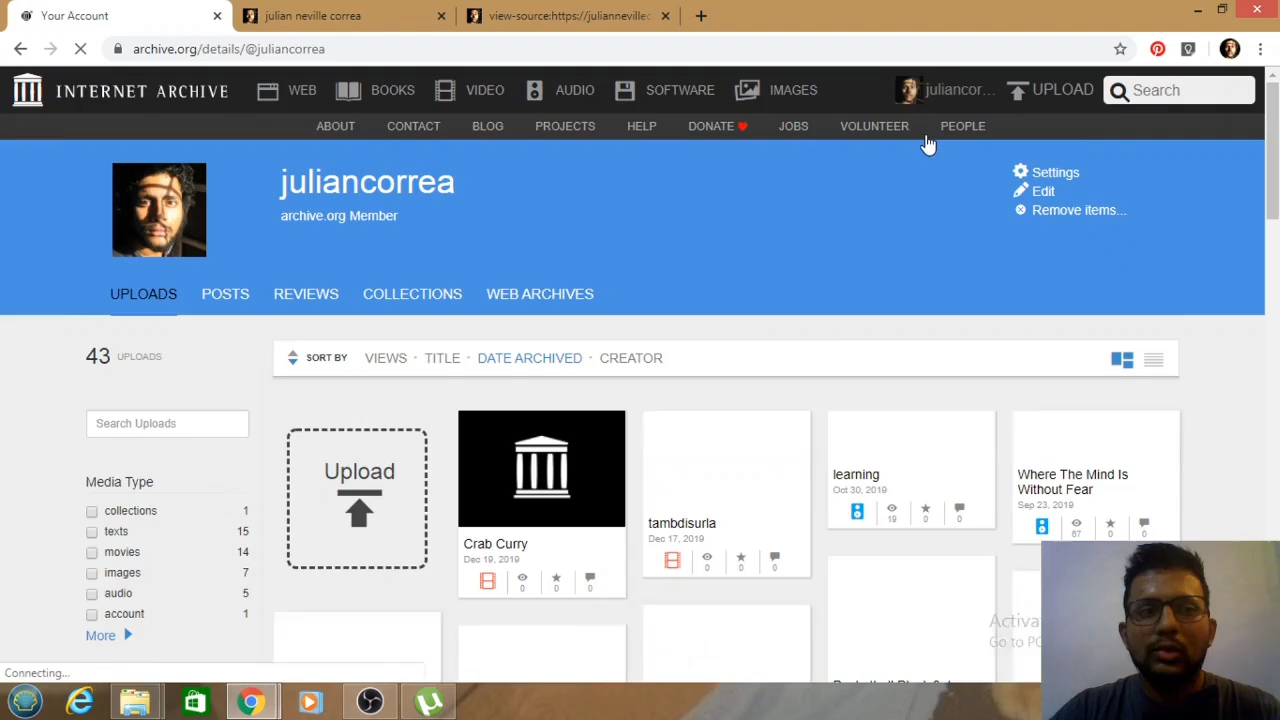 Your Account
julian neville correa
view-source:https://juliannevillec
archive.org/details/@juliancorrea
INTERNET ARCHIVE
WEB
BOOKS
VIDEO
AUDIO
SOFTWARE
IMAGES
juliancor...
UPLOAD
Search
ABOUT
CONTACT
BLOG
PROJECTS
HELP
DONATE
JOBS
VOLUNTEER
PEOPLE
juliancorrea
archive.org Member
Settings
Edit
Remove items...
UPLOADS
POSTS
REVIEWS
COLLECTIONS
WEB ARCHIVES
43 UPLOADS
SORT BY VIEWS · TITLE · DATE ARCHIVED · CREATOR
Search Uploads
Media Type
collections 1
texts 15
movies 14
images 7
audio 5
account 1
More
Upload
Crab Curry
Dec 19, 2019
0 0 0
tambdisurla
Dec 17, 2019
0 0 0
learning
Oct 30, 2019
19 0 0
Where The Mind Is
Without Fear
Sep 23, 2019
67 0 0
Activa
Go to PC
Connecting...